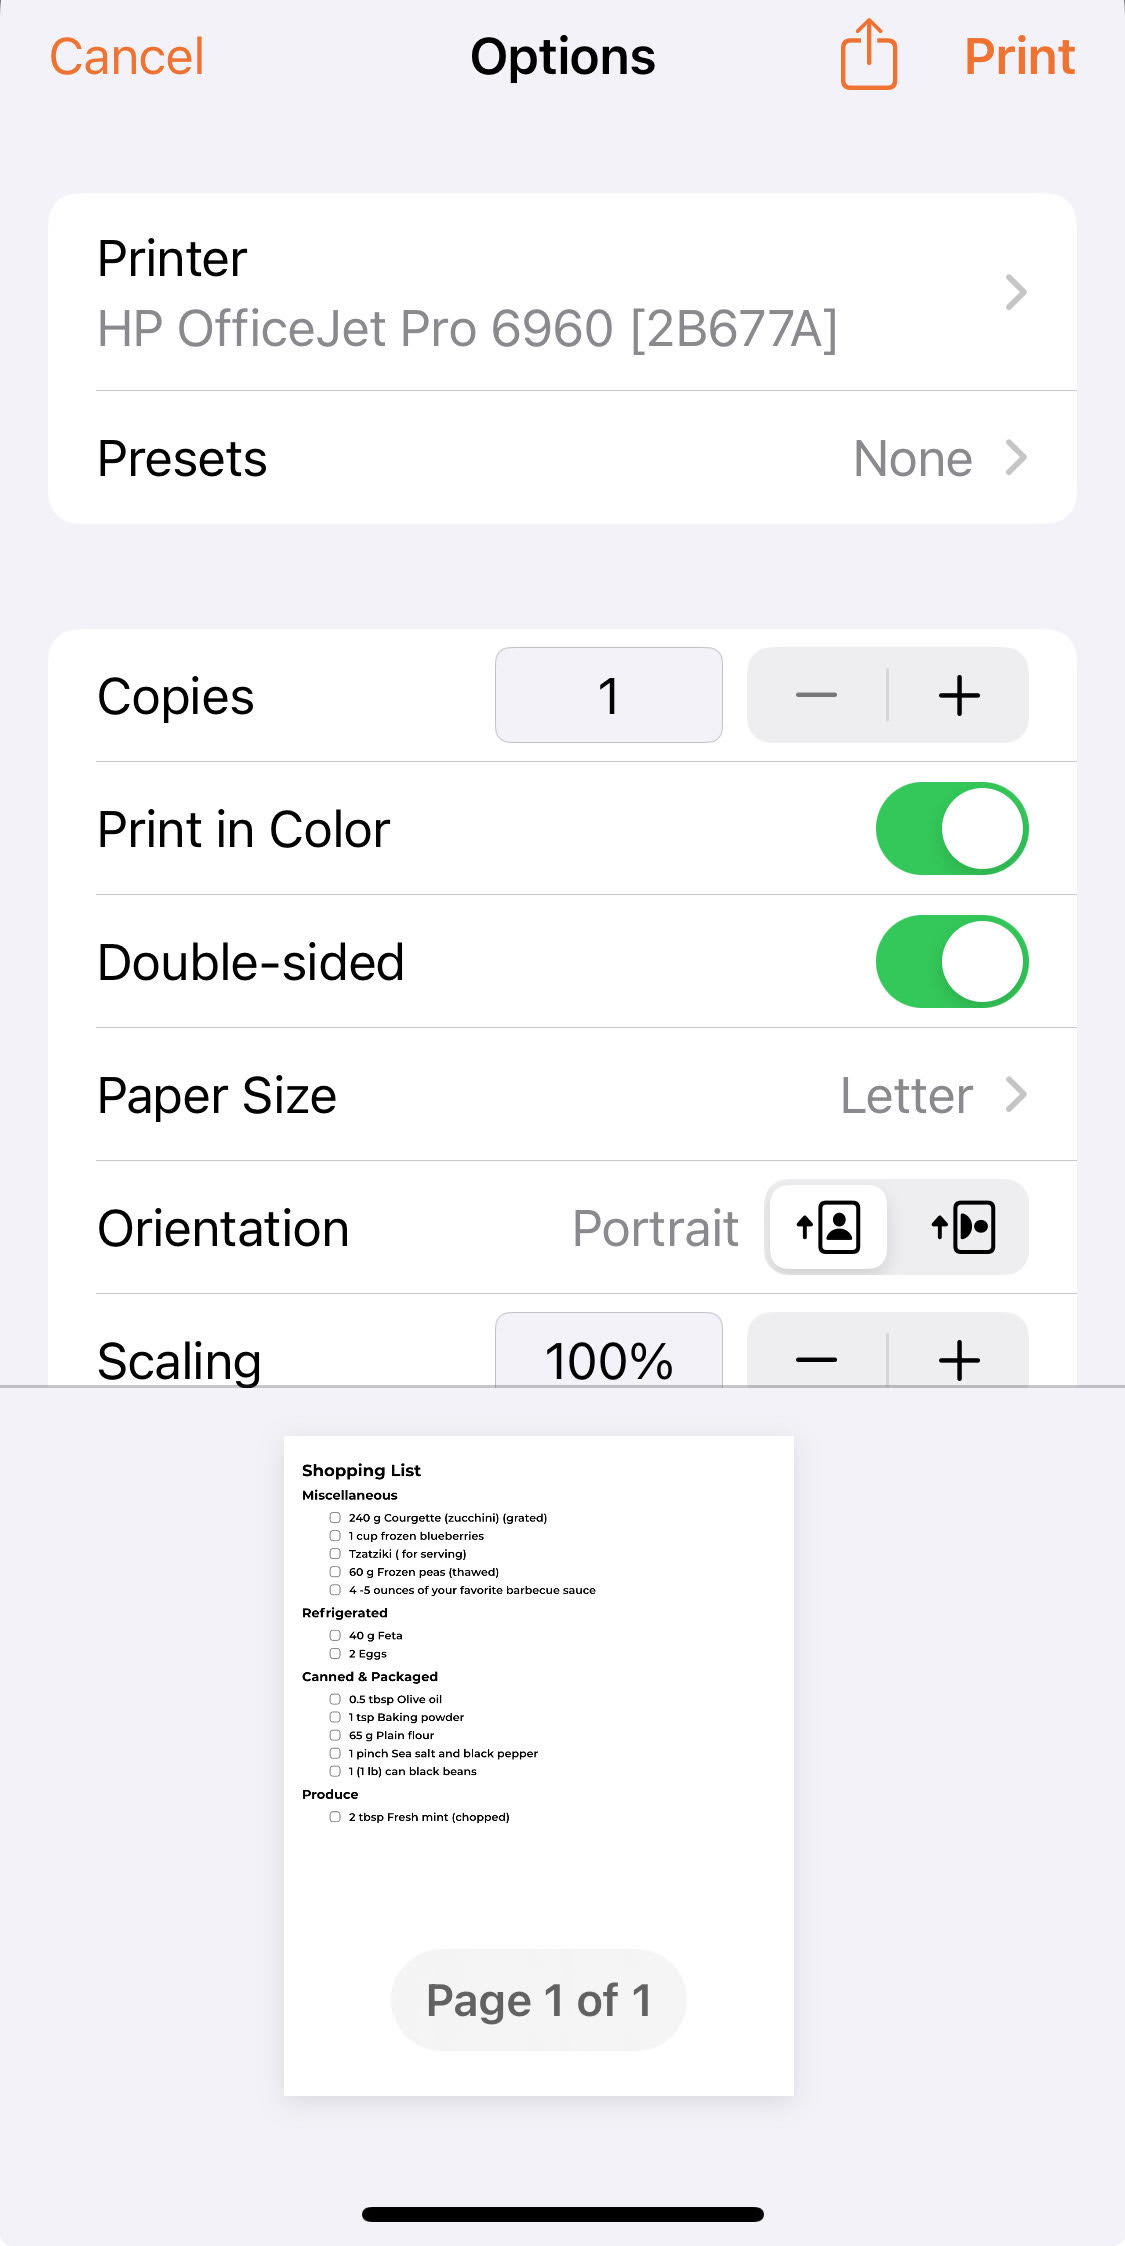 Cancel Options Print
Printer
HP OfficeJet Pro 6960 [2B677A]
Presets None
Copies 1
Print in Color
Double-sided
Paper Size Letter
Orientation Portrait
Scaling 100%
Shopping List
Miscellaneous
240 g Courgette (zucchini) (grated)
1 cup frozen blueberries
Tzatziki ( for serving)
60 g Frozen peas (thawed)
4 -5 ounces of your favorite barbecue sauce
Refrigerated
40 g Feta
2 Eggs
Canned & Packaged
0.5 tbsp Olive oil
1 tsp Baking powder
65 g Plain flour
1 pinch Sea salt and black pepper
1 (1 lb) can black beans
Produce
2 tbsp Fresh mint (chopped)
Page 1 of 1